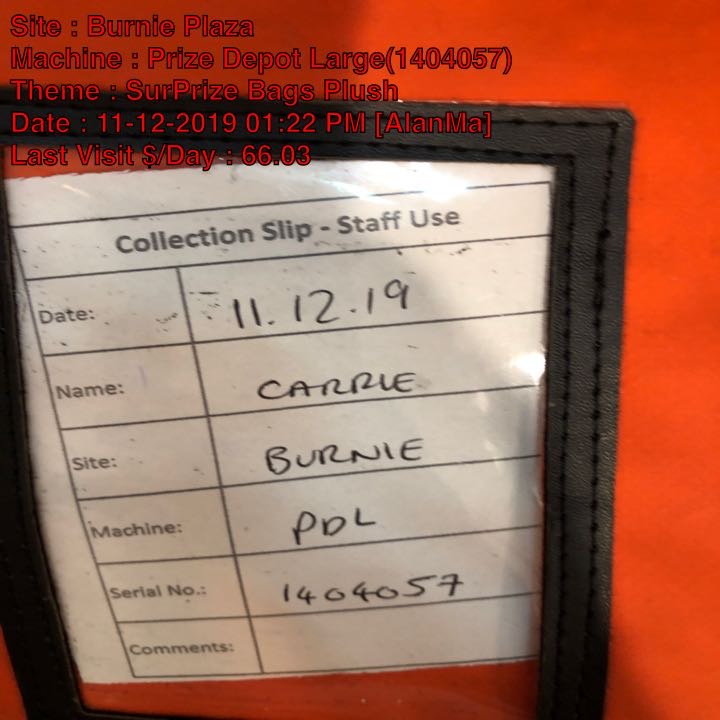 Site : Burnie Plaza
Machine : Prize Depot Large(1404057)
Theme : SurPrize Bags Plush
Date : 11-12-2019 01:22 PM [AlanMa]
Last Visit $/Day : 66.03
Collection Slip - Staff Use
Date: 11.12.19
Name: CARRIE
Site: BURNIE
Machine: PDL
Serial No.: 1404057
Comments: